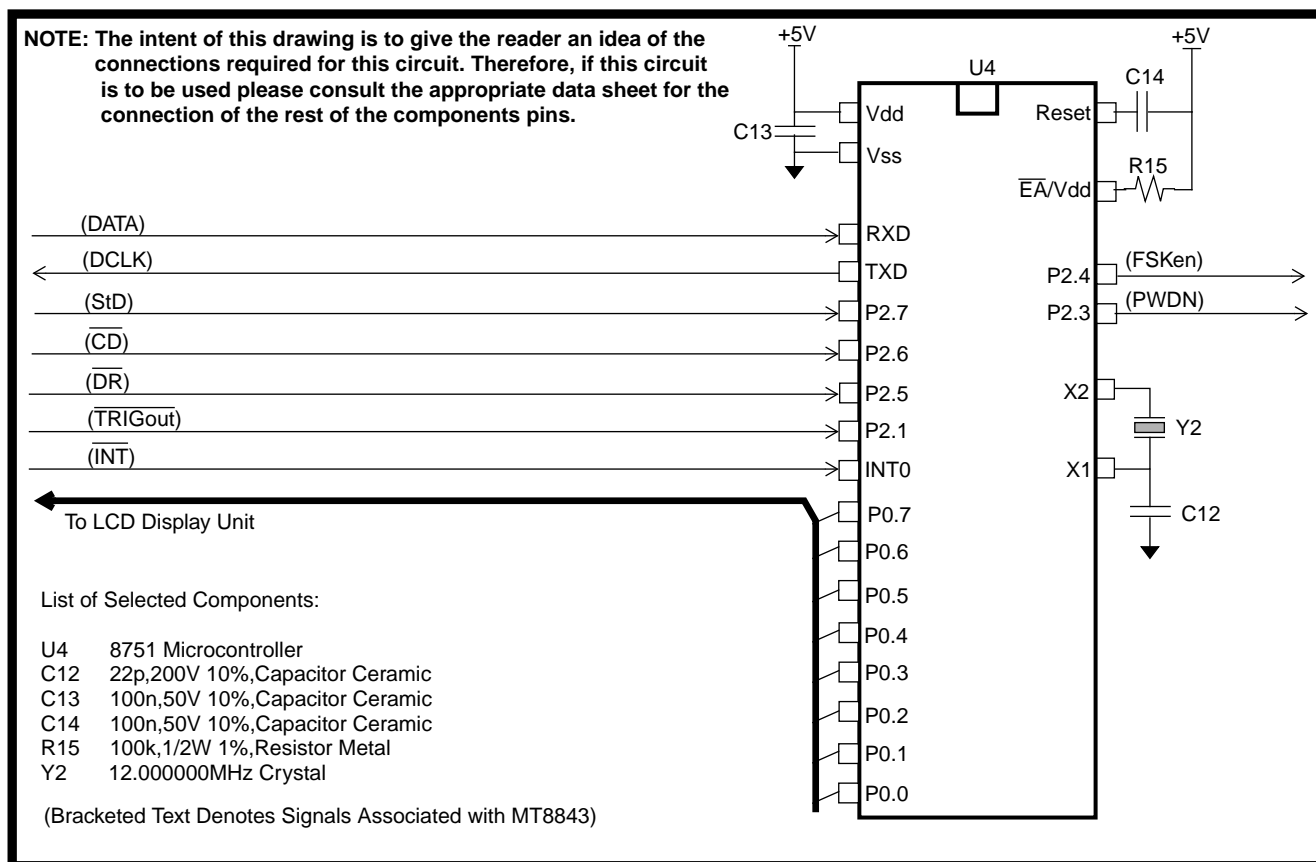 NOTE: The intent of this drawing is to give the reader an idea of the
connections required for this circuit. Therefore, if this circuit
is to be used please consult the appropriate data sheet for the
connection of the rest of the components pins.
+5V
+5V
U4
C14
C13
Vdd
Reset
Vss
R15
E̅A̅/Vdd
(DATA)
RXD
(DCLK)
TXD
P2.4
(FSKen)
(StD)
P2.7
P2.3
(PWDN)
(C̅D̅)
P2.6
(D̅R̅)
P2.5
X2
(T̅R̅I̅G̅o̅u̅t̅)
P2.1
Y2
(I̅N̅T̅)
INT0
X1
To LCD Display Unit
P0.7
C12
P0.6
P0.5
P0.4
P0.3
P0.2
P0.1
P0.0
List of Selected Components:
U4 8751 Microcontroller
C12 22p,200V 10%,Capacitor Ceramic
C13 100n,50V 10%,Capacitor Ceramic
C14 100n,50V 10%,Capacitor Ceramic
R15 100k,1/2W 1%,Resistor Metal
Y2 12.000000MHz Crystal
(Bracketed Text Denotes Signals Associated with MT8843)